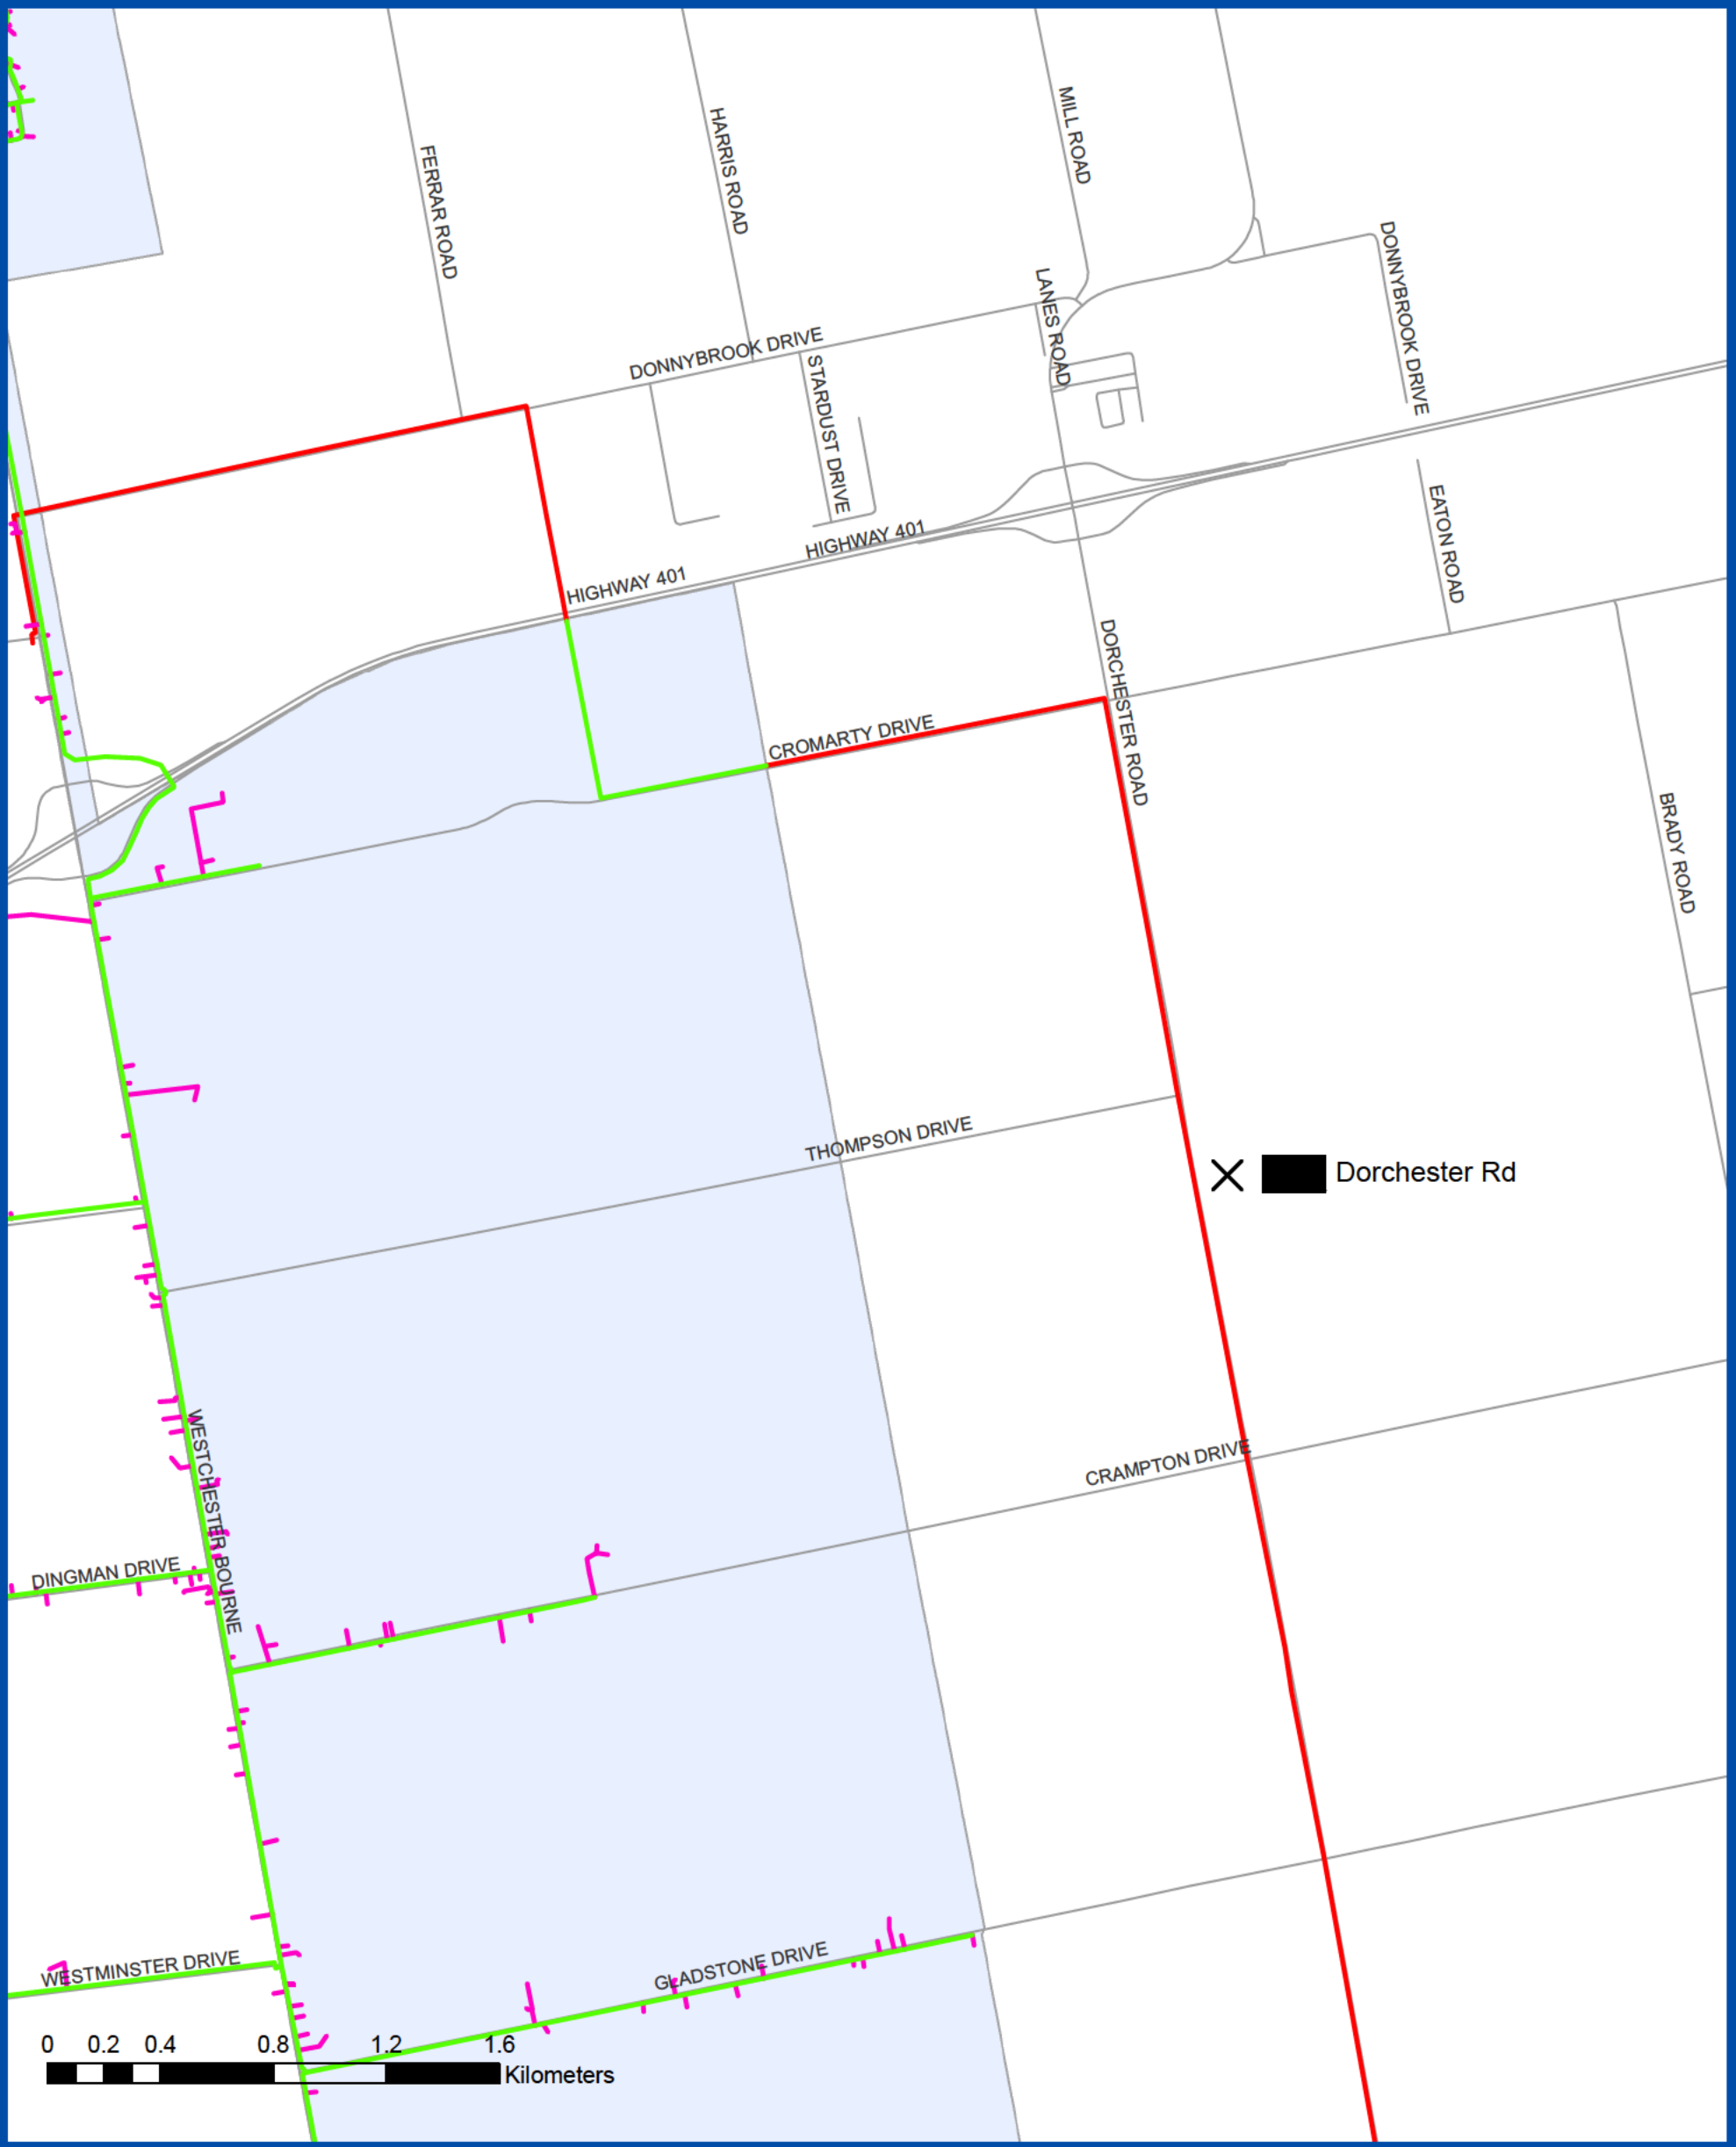 MILL ROAD
HARRIS ROAD
FERRAR ROAD
DONNYBROOK DRIVE
LANES ROAD
DONNYBROOK DRIVE
STARDUST DRIVE
HIGHWAY 401
HIGHWAY 401
EATON ROAD
DORCHESTER ROAD
CROMARTY DRIVE
BRADY ROAD
THOMPSON DRIVE
Dorchester Rd
WESTCHESTER BOURNE
CRAMPTON DRIVE
DINGMAN DRIVE
GLADSTONE DRIVE
WESTMINSTER DRIVE
0 0.2 0.4 0.8 1.2 1.6
Kilometers